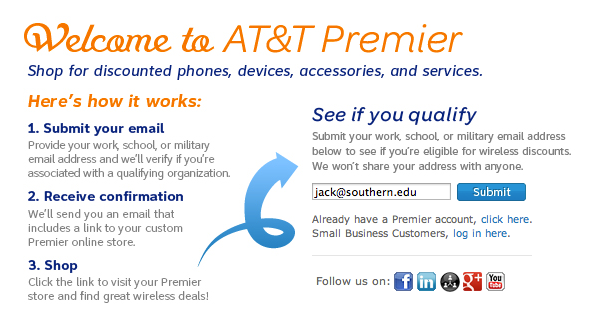 Welcome to AT&T Premier
Shop for discounted phones, devices, accessories, and services.
Here's how it works:
1. Submit your email
Provide your work, school, or military
email address and we'll verify if you're
associated with a qualifying organization.
2. Receive confirmation
We'll send you an email that
includes a link to your custom
Premier online store.
3. Shop
Click the link to visit your Premier
store and find great wireless deals!
See if you qualify
Submit your work, school, or military email address
below to see if you're eligible for wireless discounts.
We won't share your address with anyone.
jack@southern.edu Submit
Already have a Premier account, click here.
Small Business Customers, log in here.
Follow us on: f in g+ You Tube